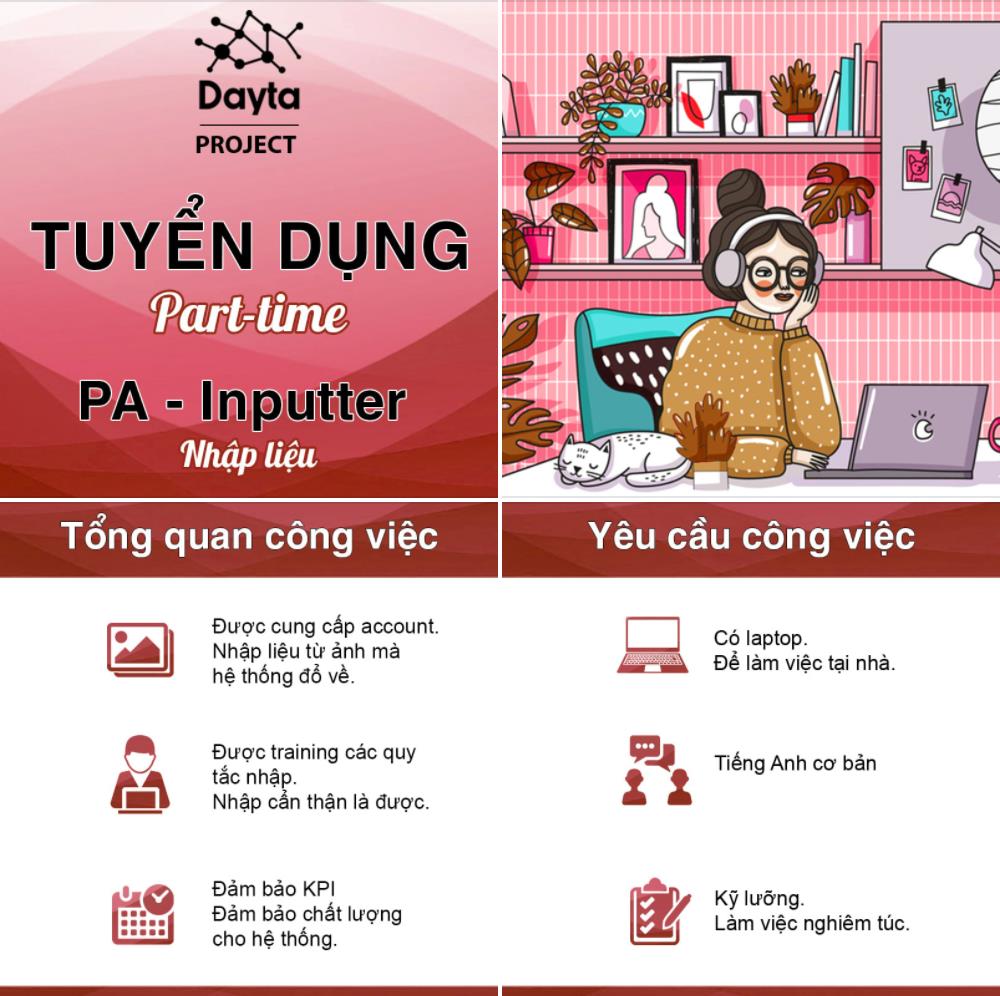 Dayta
PROJECT
TUYỂN DỤNG
Part-time
PA - Inputter
Nhập liệu
Tổng quan công việc
Được cung cấp account.
Nhập liệu từ ảnh mà
hệ thống đổ về.
Được training các quy
tắc nhập.
Nhập cẩn thận là được.
Đảm bảo KPI
Đảm bảo chất lượng
cho hệ thống.
Yêu cầu công việc
Có laptop.
Để làm việc tại nhà.
Tiếng Anh cơ bản
Kỹ lưỡng.
Làm việc nghiêm túc.